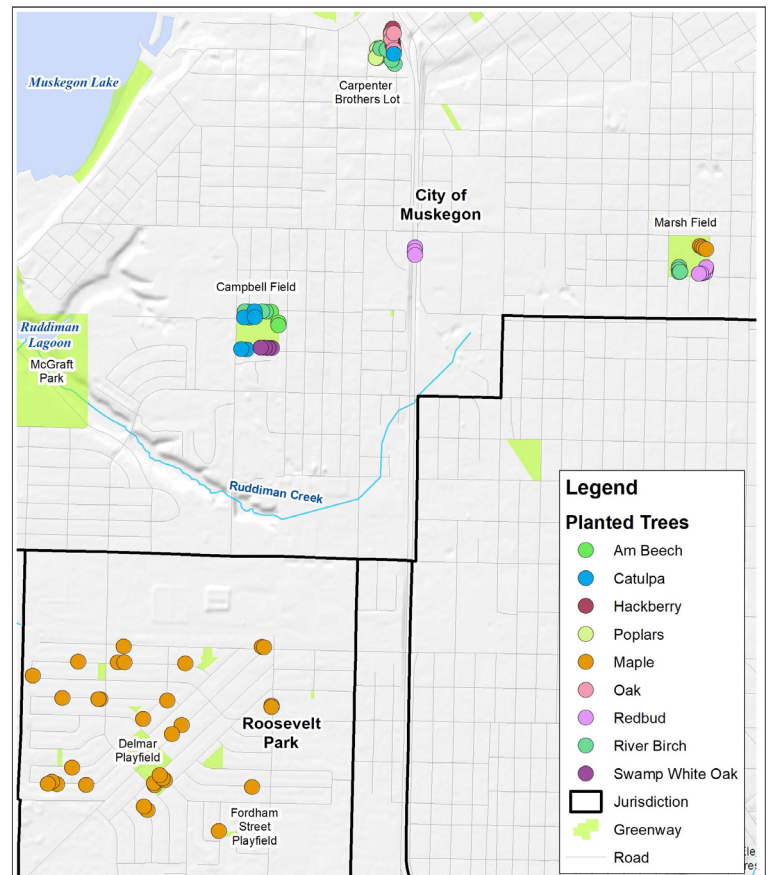 Muskegon Lake
Carpenter
Brothers Lot
City of
Muskegon
Marsh Field
Campbell Field
Ruddiman
Lagoon
McGraft
Park
Ruddiman Creek
Roosevelt
Park
Delmar
Playfield
Fordham
Street
Playfield
Legend
Planted Trees
Am Beech
Catulpa
Hackberry
Poplars
Maple
Oak
Redbud
River Birch
Swamp White Oak
Jurisdiction
Greenway
Road